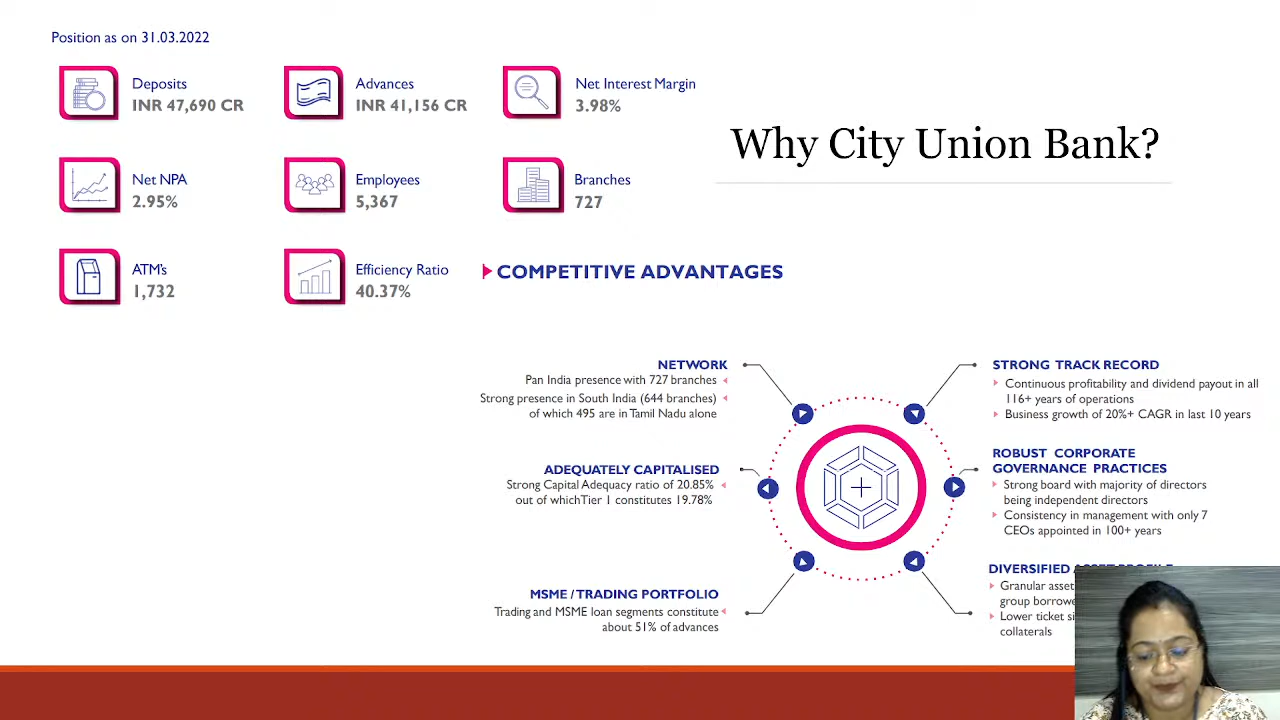 Position as on 31.03.2022
Deposits
INR 47,690 CR
Advances
INR 41,156 CR
Net Interest Margin
3.98%
Why City Union Bank?
Net NPA
2.95%
Employees
5,367
Branches
727
ATM's
1,732
Efficiency Ratio
40.37%
COMPETITIVE ADVANTAGES
NETWORK
Pan India presence with 727 branches
Strong presence in South India (644 branches)
of which 495 are in Tamil Nadu alone
ADEQUATELY CAPITALISED
Strong Capital Adequacy ratio of 20.85%
out of which Tier 1 constitutes 19.78%
MSME / TRADING PORTFOLIO
Trading and MSME loan segments constitute
about 51% of advances
STRONG TRACK RECORD
Continuous profitability and dividend payout in all
116+ years of operations
Business growth of 20%+ CAGR in last 10 years
ROBUST CORPORATE
GOVERNANCE PRACTICES
Strong board with majority of directors
being independent directors
Consistency in management with only 7
CEOs appointed in 100+ years
DIVERSIFIED
Granular asset
group
Lower ticket
collaterals